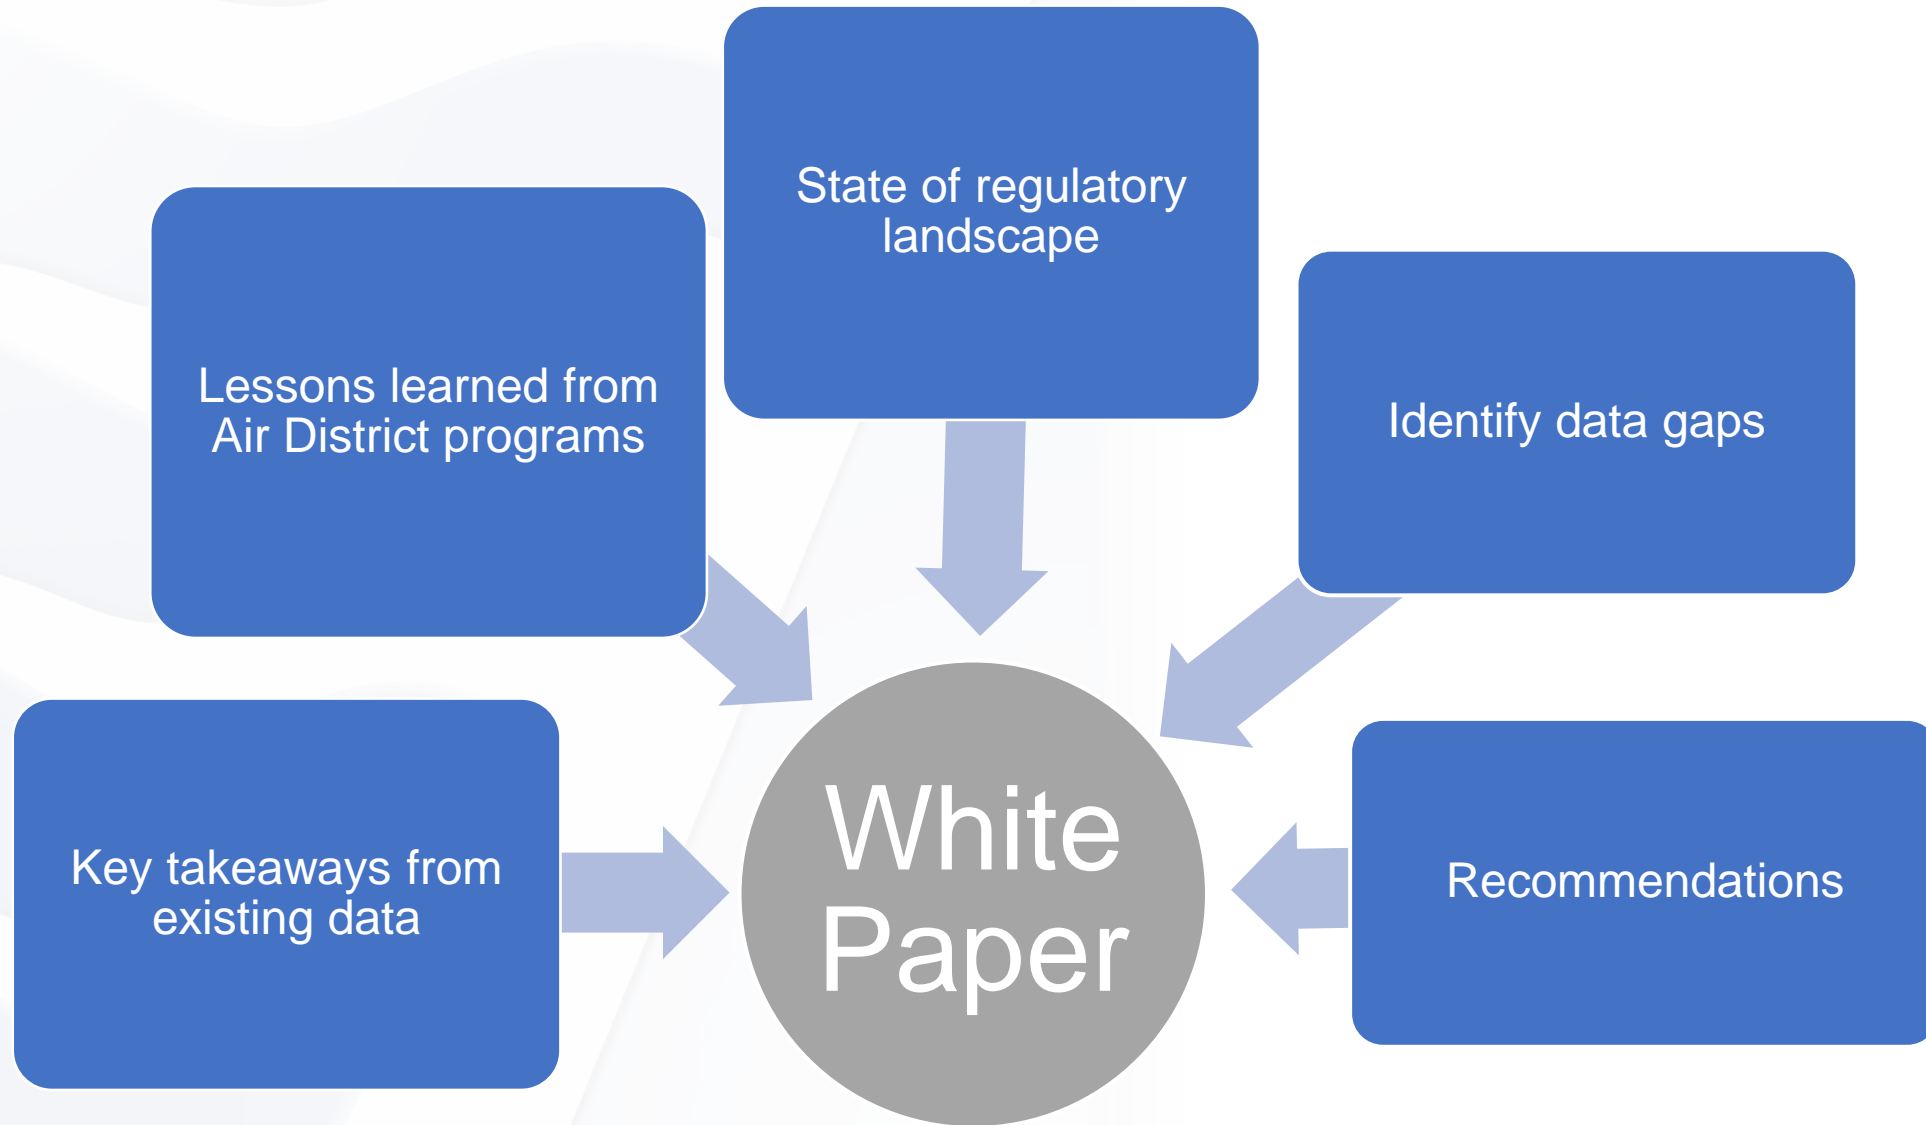 State of regulatory
landscape
Lessons learned from
Air District programs
Identify data gaps
Key takeaways from
existing data
White
Paper
Recommendations